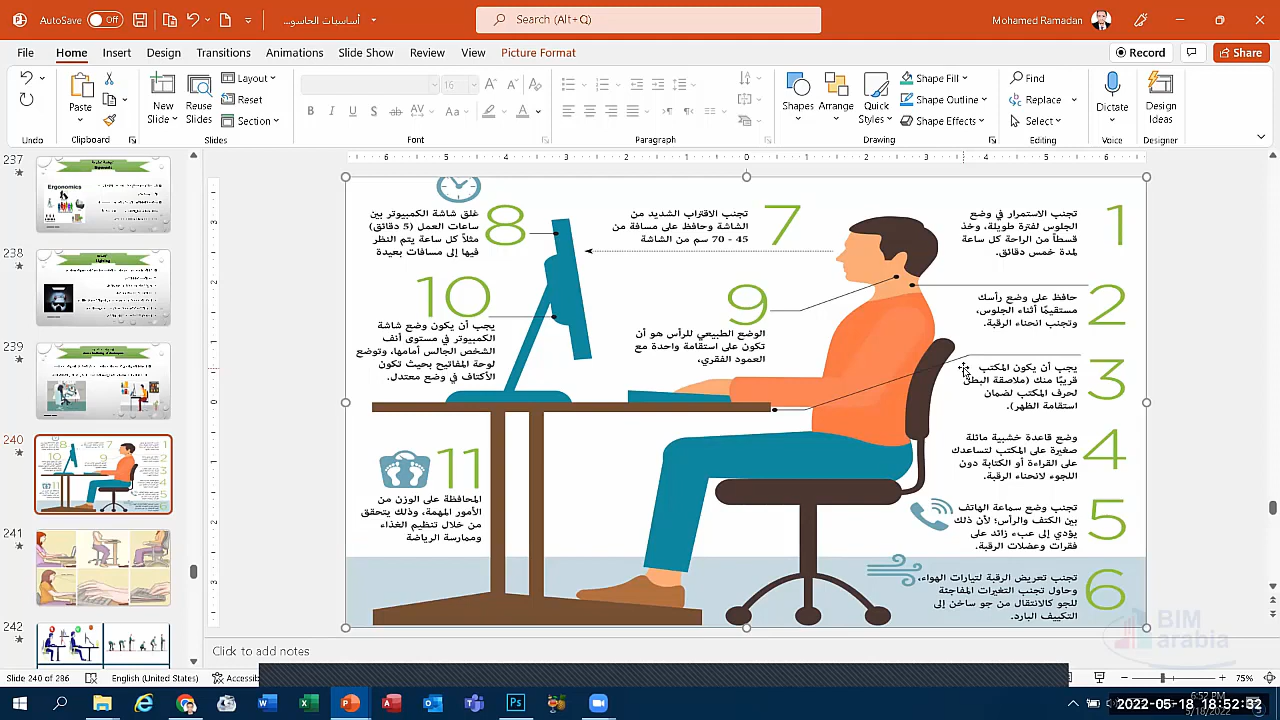 AutoSave Off
أساسيات الحاسو...
Search (Alt+Q)
Mohamed Ramadan
File Home Insert Design Transitions Animations Slide Show Review View Picture Format
Record
Share
Paste
New Slide
Reuse Slides
Layout
Reset
Section
16
Shapes
Arrange
Quick Styles
Shape Fill
Shape Outline
Shape Effects
Find
Replace
Select
Dictate
Design Ideas
Undo Clipboard Slides Font Paragraph Drawing Editing Voice Designer
237
Ergonomics
239
240
241
242
1
تجنب الاستمرار في وضع
الجلوس لفترة طويلة، وخذ
قسطاً من الراحة كل ساعة
لمدة خمس دقائق.
2
حافظ على وضع رأسك
مستقيمًا أثناء الجلوس،
وتجنب انحناء الرقبة.
3
يجب أن يكون المكتب
قريبًا منك (ملاصقة البطن
لحرف المكتب لضمان
استقامة الظهر).
4
وضع قاعدة خشبية مائلة
صغيرة على المكتب لتساعدك
على القراءة أو الكتابة دون
اللجوء لانحناء الرقبة.
5
تجنب وضع سماعة الهاتف
بين الكتف والرأس؛ لأن ذلك
يؤدي إلى عبء زائد على
فقرات وعضلات الرقبة.
6
تجنب تعريض الرقبة لتيارات الهواء،
وحاول تجنب التغيرات المفاجئة
للجو كالانتقال من جو ساخن إلى
التكييف البارد.
7
تجنب الاقتراب الشديد من
الشاشة وحافظ على مسافة من
45 - 70 سم من الشاشة
8
غلق شاشة الكمبيوتر بين
ساعات العمل (5 دقائق)
مثلاً كل ساعة يتم النظر
فيها إلى مسافات بعيدة
9
الوضع الطبيعي للرأس هو أن
تكون على استقامة واحدة مع
العمود الفقري،
10
يجب أن يكون وضع شاشة
الكمبيوتر في مستوى أنف
الشخص الجالس أمامها، وتوضع
لوحة المفاتيح بحيث تكون
الأكتاف في وضع معتدل.
11
المحافظة على الوزن من
الأمور المهمة، وذلك يتحقق
من خلال تنظيم الغذاء
وممارسة الرياضة
BIM
arabia
Click to add notes
Slide 240 of 286
English (United States)
75%
6:52 PM
5/18/2022
2022-05-18 18:52:32